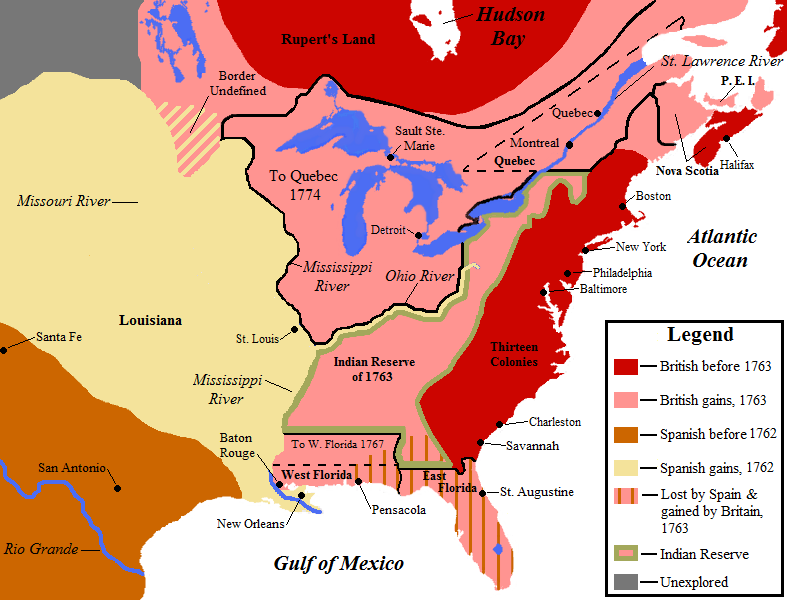 Hudson
Bay
Rupert's Land
St. Lawrence River
Border
Undefined
P. E. I.
Quebec
Sault Ste.
Marie
Montreal
Quebec
Halifax
Nova Scotia
To Quebec
1774
Missouri River
Boston
Detroit
Atlantic
Ocean
New York
Mississippi
River
Ohio River
Philadelphia
Baltimore
Louisiana
Santa Fe
St. Louis
Thirteen
Colonies
Indian Reserve
of 1763
Mississippi
River
Charleston
Baton
Rouge
To W. Florida 1767
Savannah
San Antonio
West Florida
East
Florida
St. Augustine
Pensacola
New Orleans
Rio Grande
Gulf of Mexico
Legend
British before 1763
British gains, 1763
Spanish before 1762
Spanish gains, 1762
Lost by Spain &
gained by Britain,
1763
Indian Reserve
Unexplored